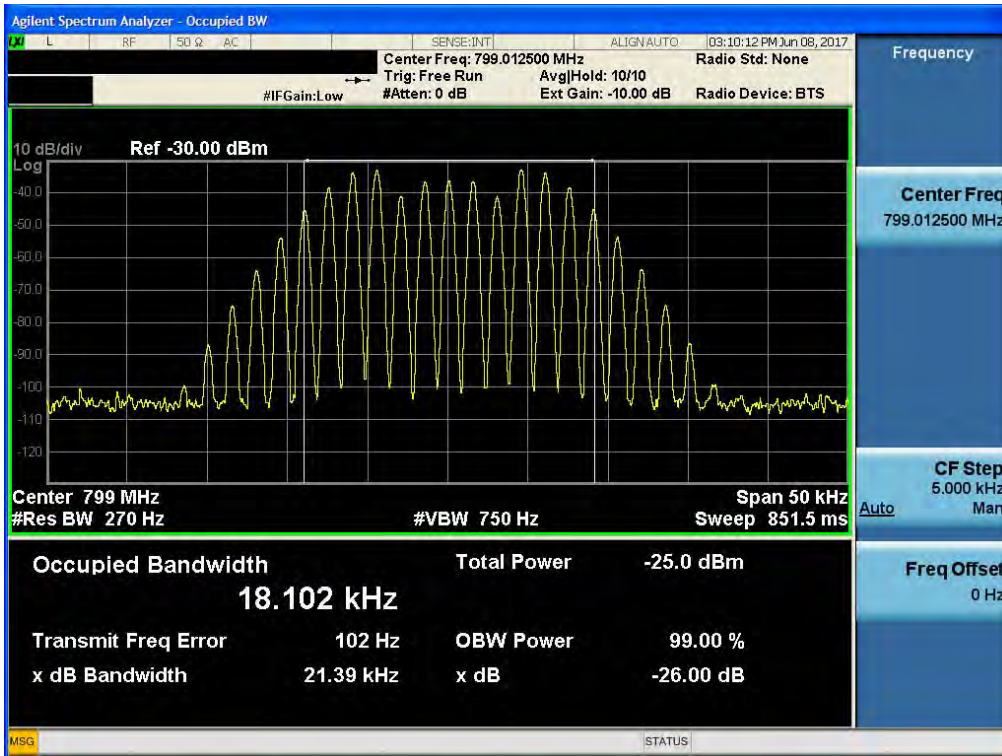 Agilent Spectrum Analyzer - Occupied BW
LXI L RF 50 Ω AC SENSE:INT ALIGN AUTO 03:10:12 PM Jun 08, 2017
Center Freq: 799.012500 MHz Radio Std: None
Trig: Free Run Avg|Hold: 10/10
#IFGain:Low #Atten: 0 dB Ext Gain: -10.00 dB Radio Device: BTS
10 dB/div Ref -30.00 dBm
Log
-40.0
-50.0
-60.0
-70.0
-80.0
-90.0
-100
-110
-120
Center 799 MHz Span 50 kHz
#Res BW 270 Hz #VBW 750 Hz Sweep 851.5 ms
Occupied Bandwidth Total Power -25.0 dBm
18.102 kHz
Transmit Freq Error 102 Hz OBW Power 99.00 %
x dB Bandwidth 21.39 kHz x dB -26.00 dB
MSG STATUS
Frequency
Center Freq
799.012500 MHz
CF Step
5.000 kHz
Auto Man
Freq Offset
0 Hz